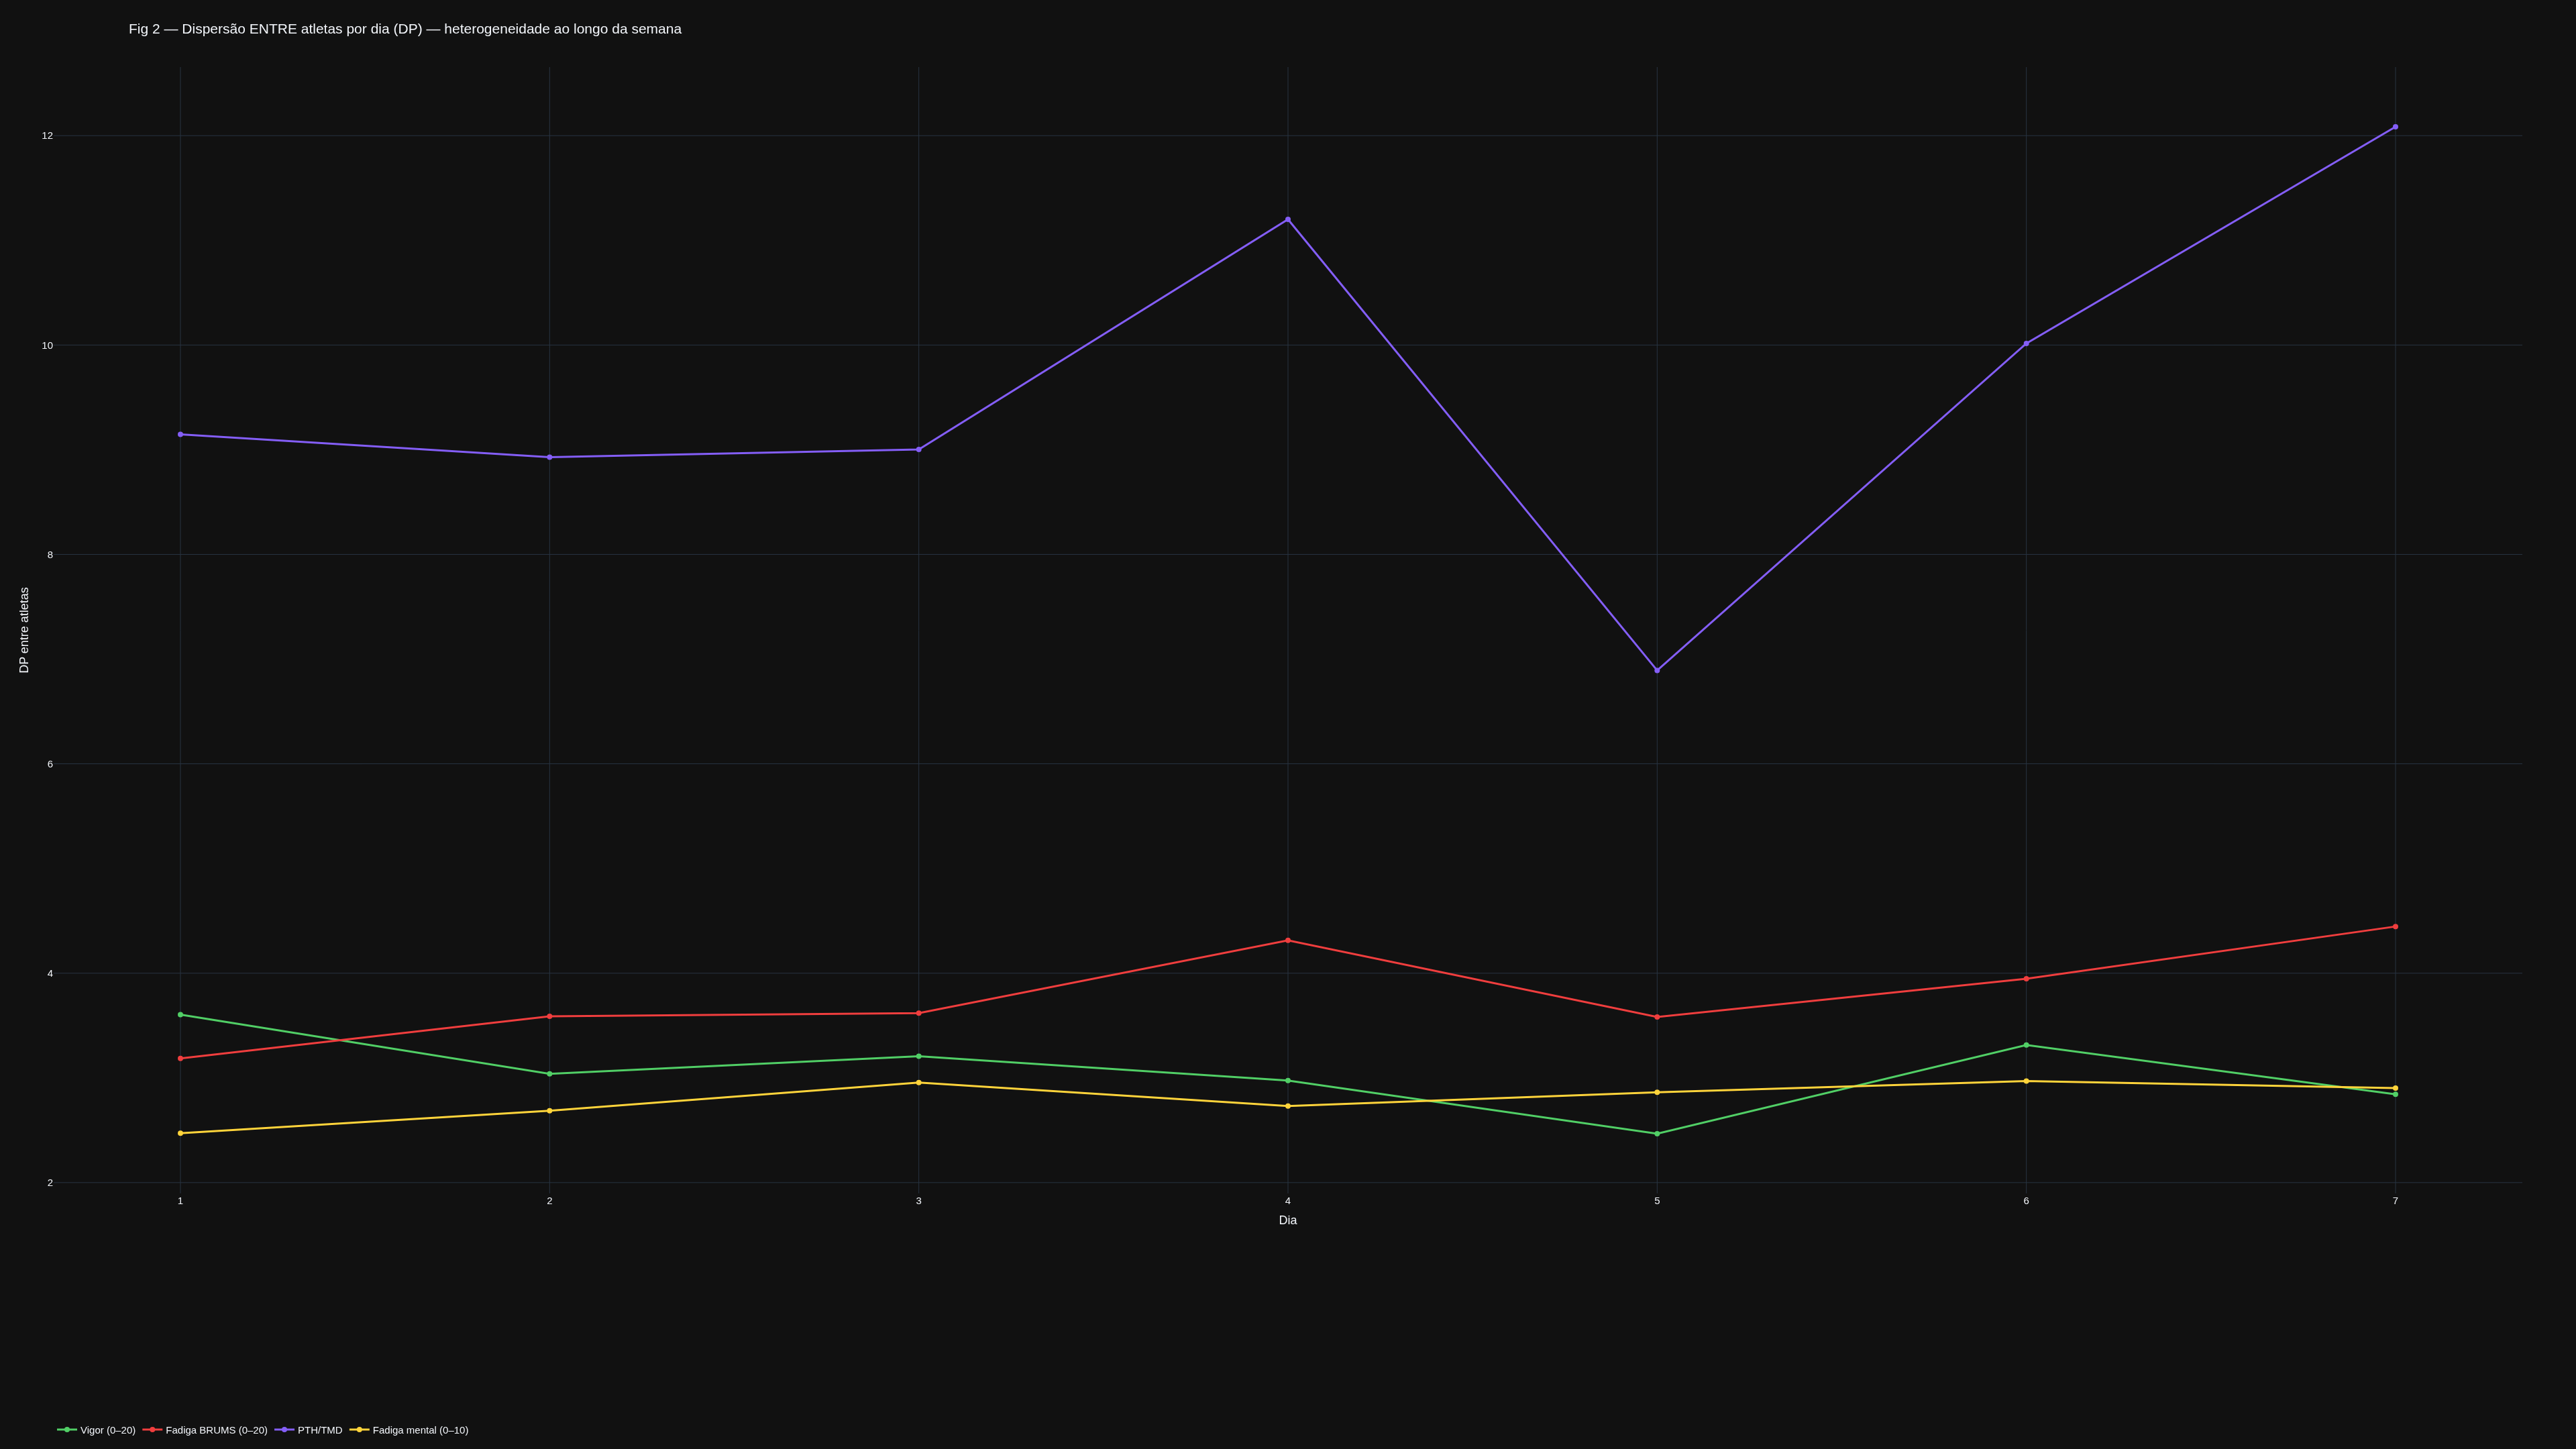 Fig 2 — Dispersão ENTRE atletas por dia (DP) — heterogeneidade ao longo da semana
DP entre atletas
12
10
8
6
4
2
1 2 3 4 5 6 7
Dia
Vigor (0–20) Fadiga BRUMS (0–20) PTH/TMD Fadiga mental (0–10)